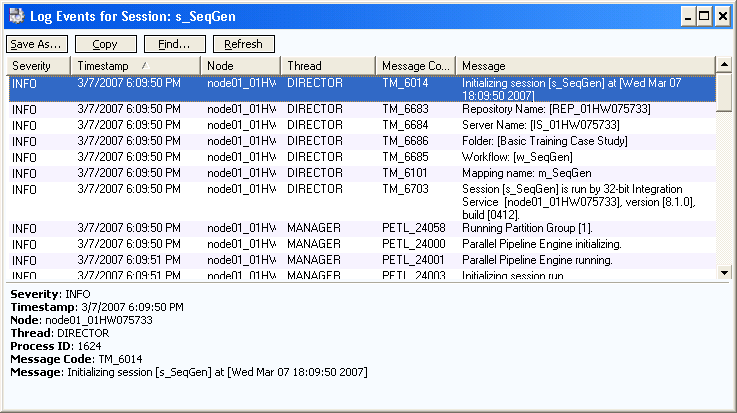 Log Events for Session: s_SeqGen
Save As... Copy Find... Refresh
Severity Timestamp Node Thread Message Co... Message
INFO 3/7/2007 6:09:50 PM node01_01HW DIRECTOR TM_6014 Initializing session [s_SeqGen] at [Wed Mar 07
18:09:50 2007]
INFO 3/7/2007 6:09:50 PM node01_01HW DIRECTOR TM_6683 Repository Name: [REP_01HW075733]
INFO 3/7/2007 6:09:50 PM node01_01HW DIRECTOR TM_6684 Server Name: [IS_01HW075733]
INFO 3/7/2007 6:09:50 PM node01_01HW DIRECTOR TM_6686 Folder: [Basic Training Case Study]
INFO 3/7/2007 6:09:50 PM node01_01HW DIRECTOR TM_6685 Workflow: [w_SeqGen]
INFO 3/7/2007 6:09:50 PM node01_01HW DIRECTOR TM_6101 Mapping name: m_SeqGen
INFO 3/7/2007 6:09:50 PM node01_01HW DIRECTOR TM_6703 Session [s_SeqGen] is run by 32-bit Integration
Service [node01_01HW075733], version [8.1.0],
build [0412].
INFO 3/7/2007 6:09:50 PM node01_01HW MANAGER PETL_24058 Running Partition Group [1].
INFO 3/7/2007 6:09:50 PM node01_01HW MANAGER PETL_24000 Parallel Pipeline Engine initializing.
INFO 3/7/2007 6:09:51 PM node01_01HW MANAGER PETL_24001 Parallel Pipeline Engine running.
INFO 3/7/2007 6:09:51 PM node01_01HW MANAGER PETL_24003 Initializing session run.
Severity: INFO
Timestamp: 3/7/2007 6:09:50 PM
Node: node01_01HW075733
Thread: DIRECTOR
Process ID: 1624
Message Code: TM_6014
Message: Initializing session [s_SeqGen] at [Wed Mar 07 18:09:50 2007]